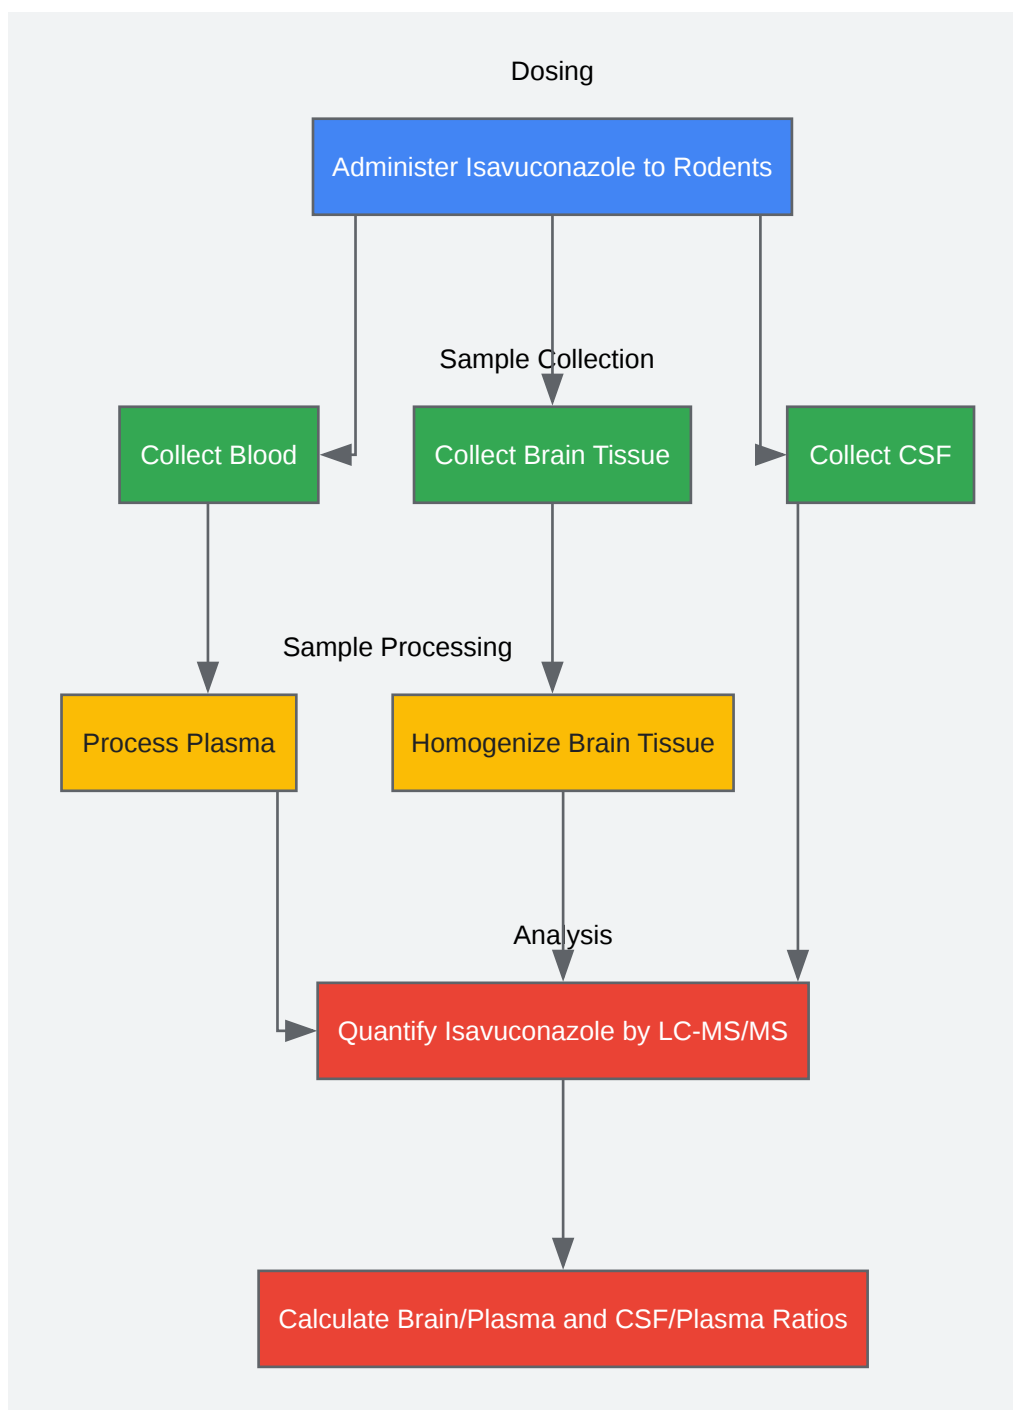 Dosing
Administer Isavuconazole to Rodents
Sample Collection
Collect Blood
Collect Brain Tissue
Collect CSF
Sample Processing
Process Plasma
Homogenize Brain Tissue
Analysis
Quantify Isavuconazole by LC-MS/MS
Calculate Brain/Plasma and CSF/Plasma Ratios